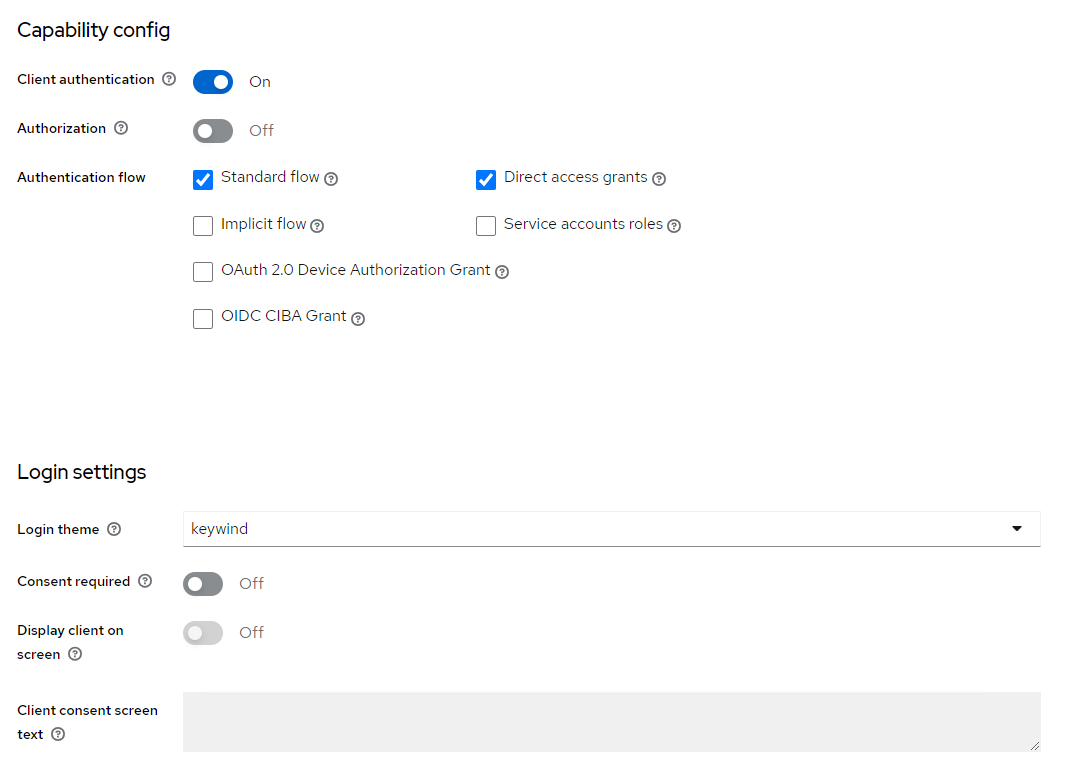 Capability config
Client authentication
On
Authorization
Off
Authentication flow
Standard flow
Direct access grants
Implicit flow
Service accounts roles
OAuth 2.0 Device Authorization Grant
OIDC CIBA Grant
Login settings
Login theme
keywind
Consent required
Off
Display client on
screen
Off
Client consent screen
text